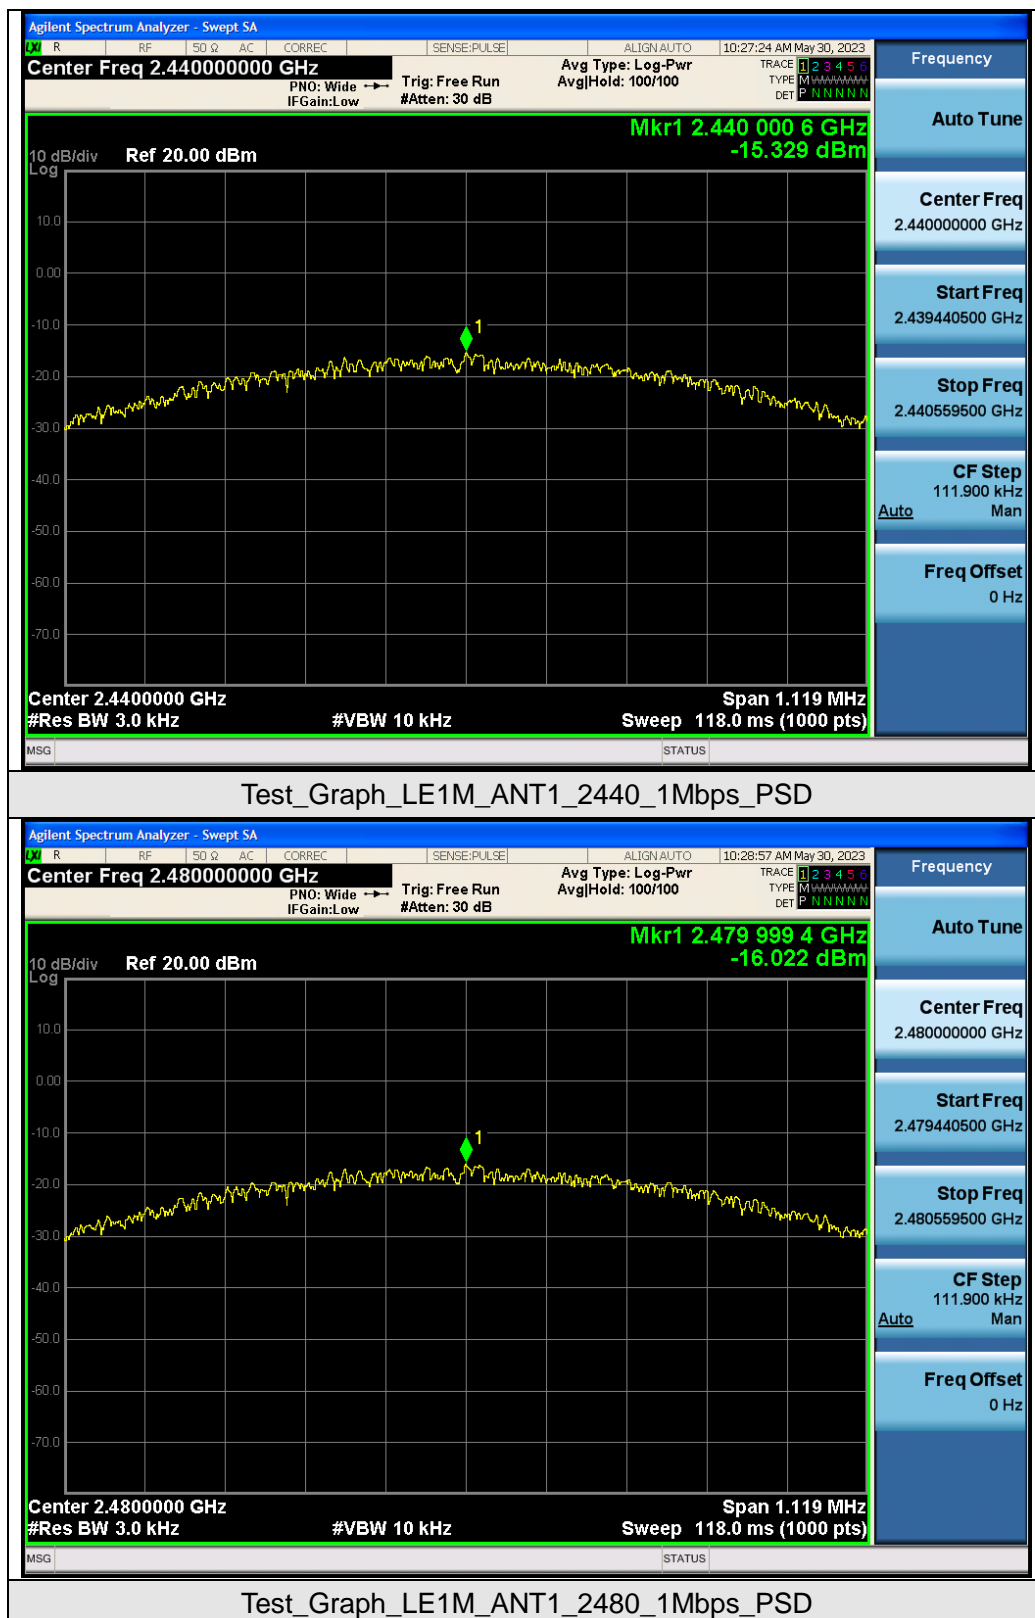 Agilent Spectrum Analyzer - Swept SA
LXI R RF 50 Ω AC CORREC SENSE:PULSE ALIGN AUTO 10:27:24 AM May 30, 2023
Center Freq 2.440000000 GHz
PNO: Wide
IFGain:Low
Trig: Free Run
#Atten: 30 dB
Avg Type: Log-Pwr
Avg|Hold: 100/100
TRACE 1 2 3 4 5 6
TYPE M
DET P N N N N N
Mkr1 2.440 000 6 GHz
-15.329 dBm
10 dB/div Ref 20.00 dBm
Log
10.0
0.00
-10.0
-20.0
-30.0
-40.0
-50.0
-60.0
-70.0
1
Center 2.4400000 GHz Span 1.119 MHz
#Res BW 3.0 kHz #VBW 10 kHz Sweep 118.0 ms (1000 pts)
MSG STATUS
Frequency
Auto Tune
Center Freq
2.440000000 GHz
Start Freq
2.439440500 GHz
Stop Freq
2.440559500 GHz
CF Step
111.900 kHz
Auto Man
Freq Offset
0 Hz
Test_Graph_LE1M_ANT1_2440_1Mbps_PSD
Agilent Spectrum Analyzer - Swept SA
LXI R RF 50 Ω AC CORREC SENSE:PULSE ALIGN AUTO 10:28:57 AM May 30, 2023
Center Freq 2.480000000 GHz
PNO: Wide
IFGain:Low
Trig: Free Run
#Atten: 30 dB
Avg Type: Log-Pwr
Avg|Hold: 100/100
TRACE 1 2 3 4 5 6
TYPE M
DET P N N N N N
Mkr1 2.479 999 4 GHz
-16.022 dBm
10 dB/div Ref 20.00 dBm
Log
10.0
0.00
-10.0
-20.0
-30.0
-40.0
-50.0
-60.0
-70.0
1
Center 2.4800000 GHz Span 1.119 MHz
#Res BW 3.0 kHz #VBW 10 kHz Sweep 118.0 ms (1000 pts)
MSG STATUS
Frequency
Auto Tune
Center Freq
2.480000000 GHz
Start Freq
2.479440500 GHz
Stop Freq
2.480559500 GHz
CF Step
111.900 kHz
Auto Man
Freq Offset
0 Hz
Test_Graph_LE1M_ANT1_2480_1Mbps_PSD